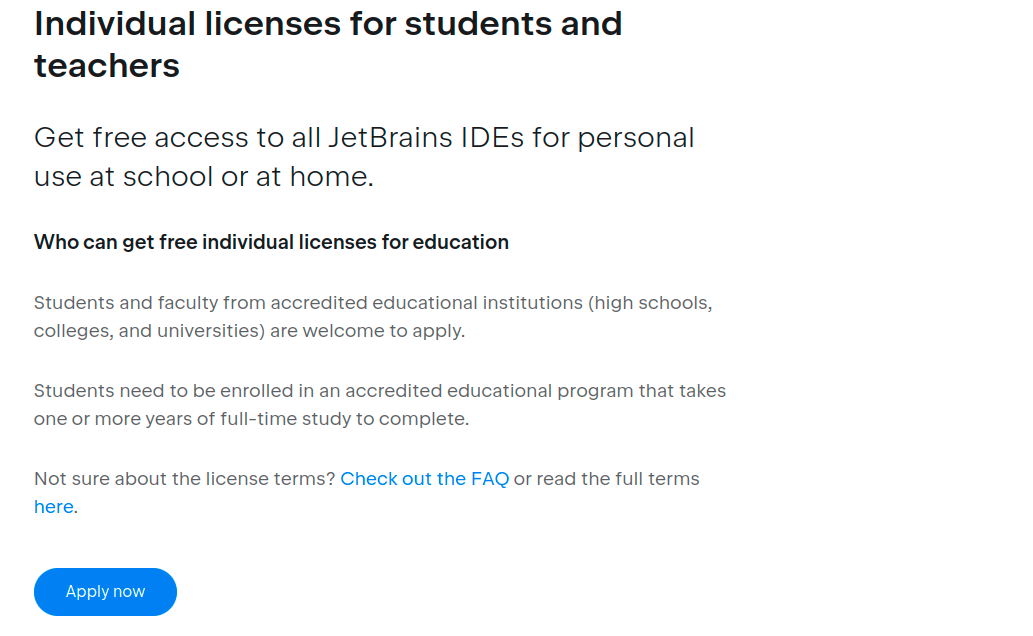 Individual licenses for students and
teachers
Get free access to all JetBrains IDEs for personal
use at school or at home.
Who can get free individual licenses for education
Students and faculty from accredited educational institutions (high schools,
colleges, and universities) are welcome to apply.
Students need to be enrolled in an accredited educational program that takes
one or more years of full-time study to complete.
Not sure about the license terms? Check out the FAQ or read the full terms
here.
Apply now